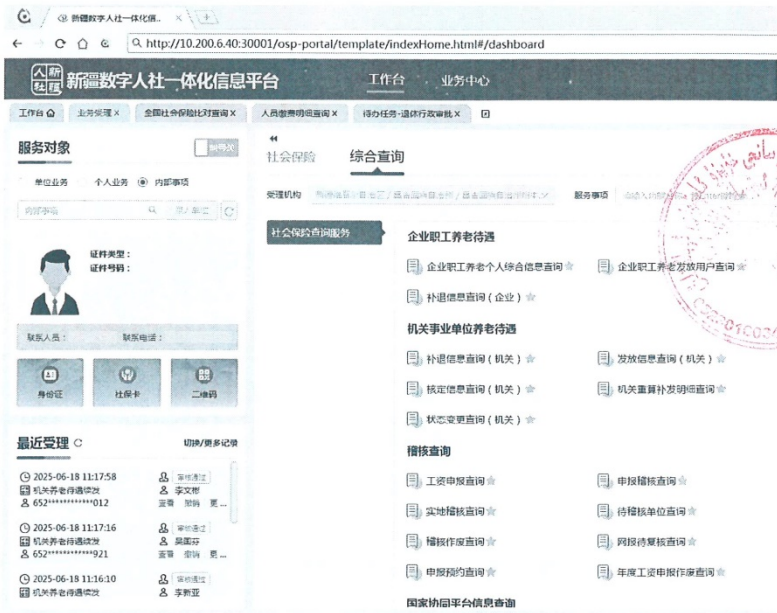 新疆数字人社一体化信..
http://10.200.6.40:30001/osp-portal/template/indexHome.html#/dashboard
人社 新疆 新疆数字人社一体化信息平台 工作台 业务中心
工作台 业务受理 X 全国社会保险比对查询 X 人员缴费明细查询 X 待办任务-退休行政审批 X
服务对象
社会保险 综合查询
单位业务 个人业务 内部事项
受理机构 服务事项
内部事项
社会保险查询服务
证件类型：
证件号码：
联系人员： 联系电话：
身份证 社保卡 二维码
企业职工养老待遇
企业职工养老个人综合信息查询 企业职工养老发放用户查询
补退信息查询（企业）
机关事业单位养老待遇
补退信息查询（机关） 发放信息查询（机关）
核定信息查询（机关） 机关重算补发明细查询
状态变更查询（机关）
稽核查询
工资申报查询 申报稽核查询
实地稽核查询 待稽核单位查询
稽核作废查询 网报待复核查询
申报预约查询 年度工资申报作废查询
国家协同平台信息查询
最近受理 切换/更多记录
2025-06-18 11:17:58 审核通过
机关养老待遇续发 李文彬
652************012 查看 撤销 更...
2025-06-18 11:17:16 审核通过
机关养老待遇续发 吴国芬
652************921 查看 撤销 更...
2025-06-18 11:16:10 审核通过
机关养老待遇续发 李新亚